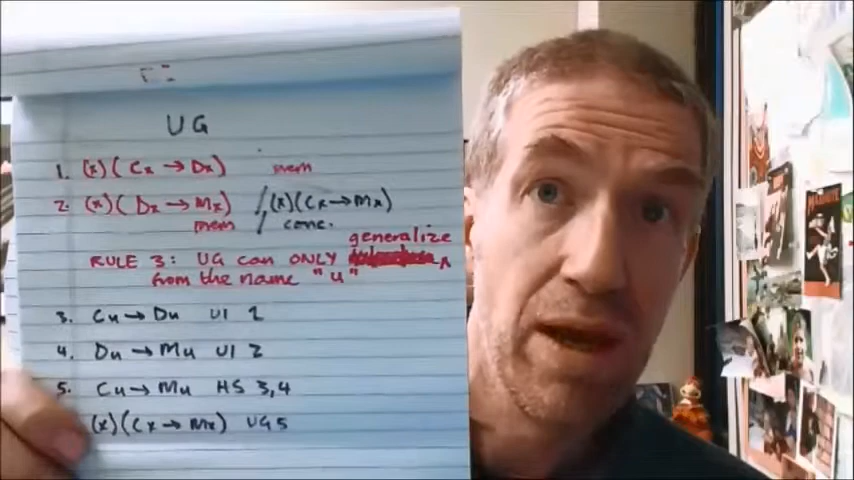 UG
1. (x)(Cx → Dx) prem
2. (x)(Dx → Mx) / (x)(Cx → Mx)
prem conc.
generalize
RULE 3: UG can ONLY
from the name "u"
3. Cu → Du UI 1
4. Du → Mu UI 2
5. Cu → Mu HS 3,4
(x)(Cx → Mx) UG 5